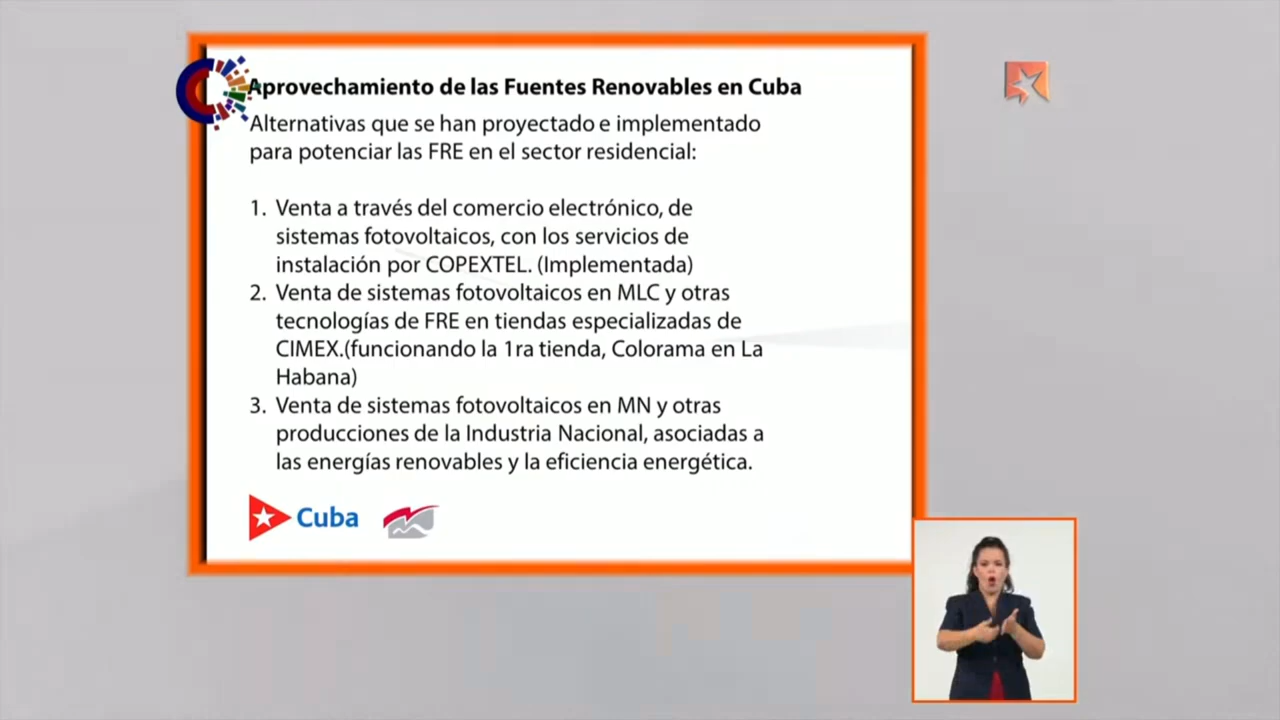 Aprovechamiento de las Fuentes Renovables en Cuba
Alternativas que se han proyectado e implementado
para potenciar las FRE en el sector residencial:
1. Venta a través del comercio electrónico, de
sistemas fotovoltaicos, con los servicios de
instalación por COPEXTEL. (Implementada)
2. Venta de sistemas fotovoltaicos en MLC y otras
tecnologías de FRE en tiendas especializadas de
CIMEX.(funcionando la 1ra tienda, Colorama en La
Habana)
3. Venta de sistemas fotovoltaicos en MN y otras
producciones de la Industria Nacional, asociadas a
las energías renovables y la eficiencia energética.
Cuba